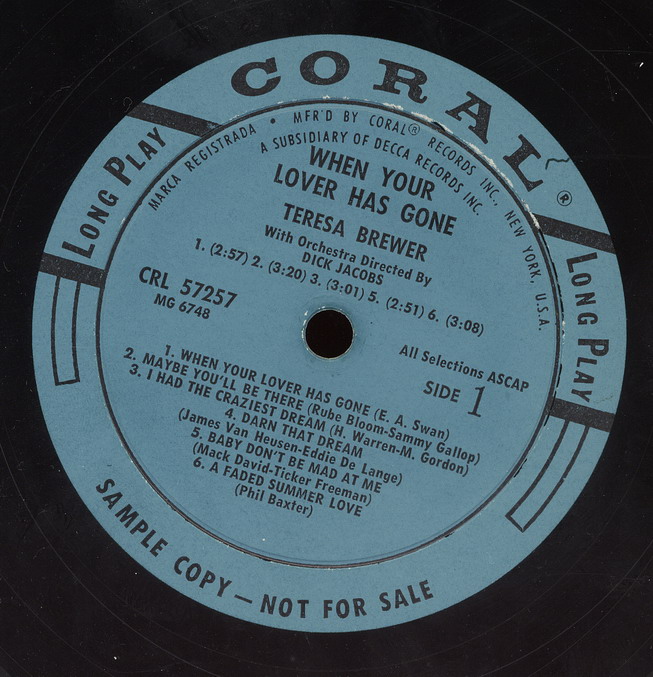 CORAL®
LONG PLAY
LONG PLAY
MARCA REGISTRADA • MFR'D BY CORAL® RECORDS INC., NEW YORK, U.S.A.
A SUBSIDIARY OF DECCA RECORDS INC.
WHEN YOUR
LOVER HAS GONE
TERESA BREWER
With Orchestra Directed By
DICK JACOBS
1. (2:57) 2. (3:20) 3. (3:01) 5. (2:51) 6. (3:08)
CRL 57257
MG 6748
All Selections ASCAP
SIDE 1
1. WHEN YOUR LOVER HAS GONE (E. A. Swan)
2. MAYBE YOU'LL BE THERE (Rube Bloom-Sammy Gallop)
3. I HAD THE CRAZIEST DREAM (H. Warren-M. Gordon)
4. DARN THAT DREAM
(James Van Heusen-Eddie De Lange)
5. BABY DON'T BE MAD AT ME
(Mack David-Ticker Freeman)
6. A FADED SUMMER LOVE
(Phil Baxter)
SAMPLE COPY — NOT FOR SALE